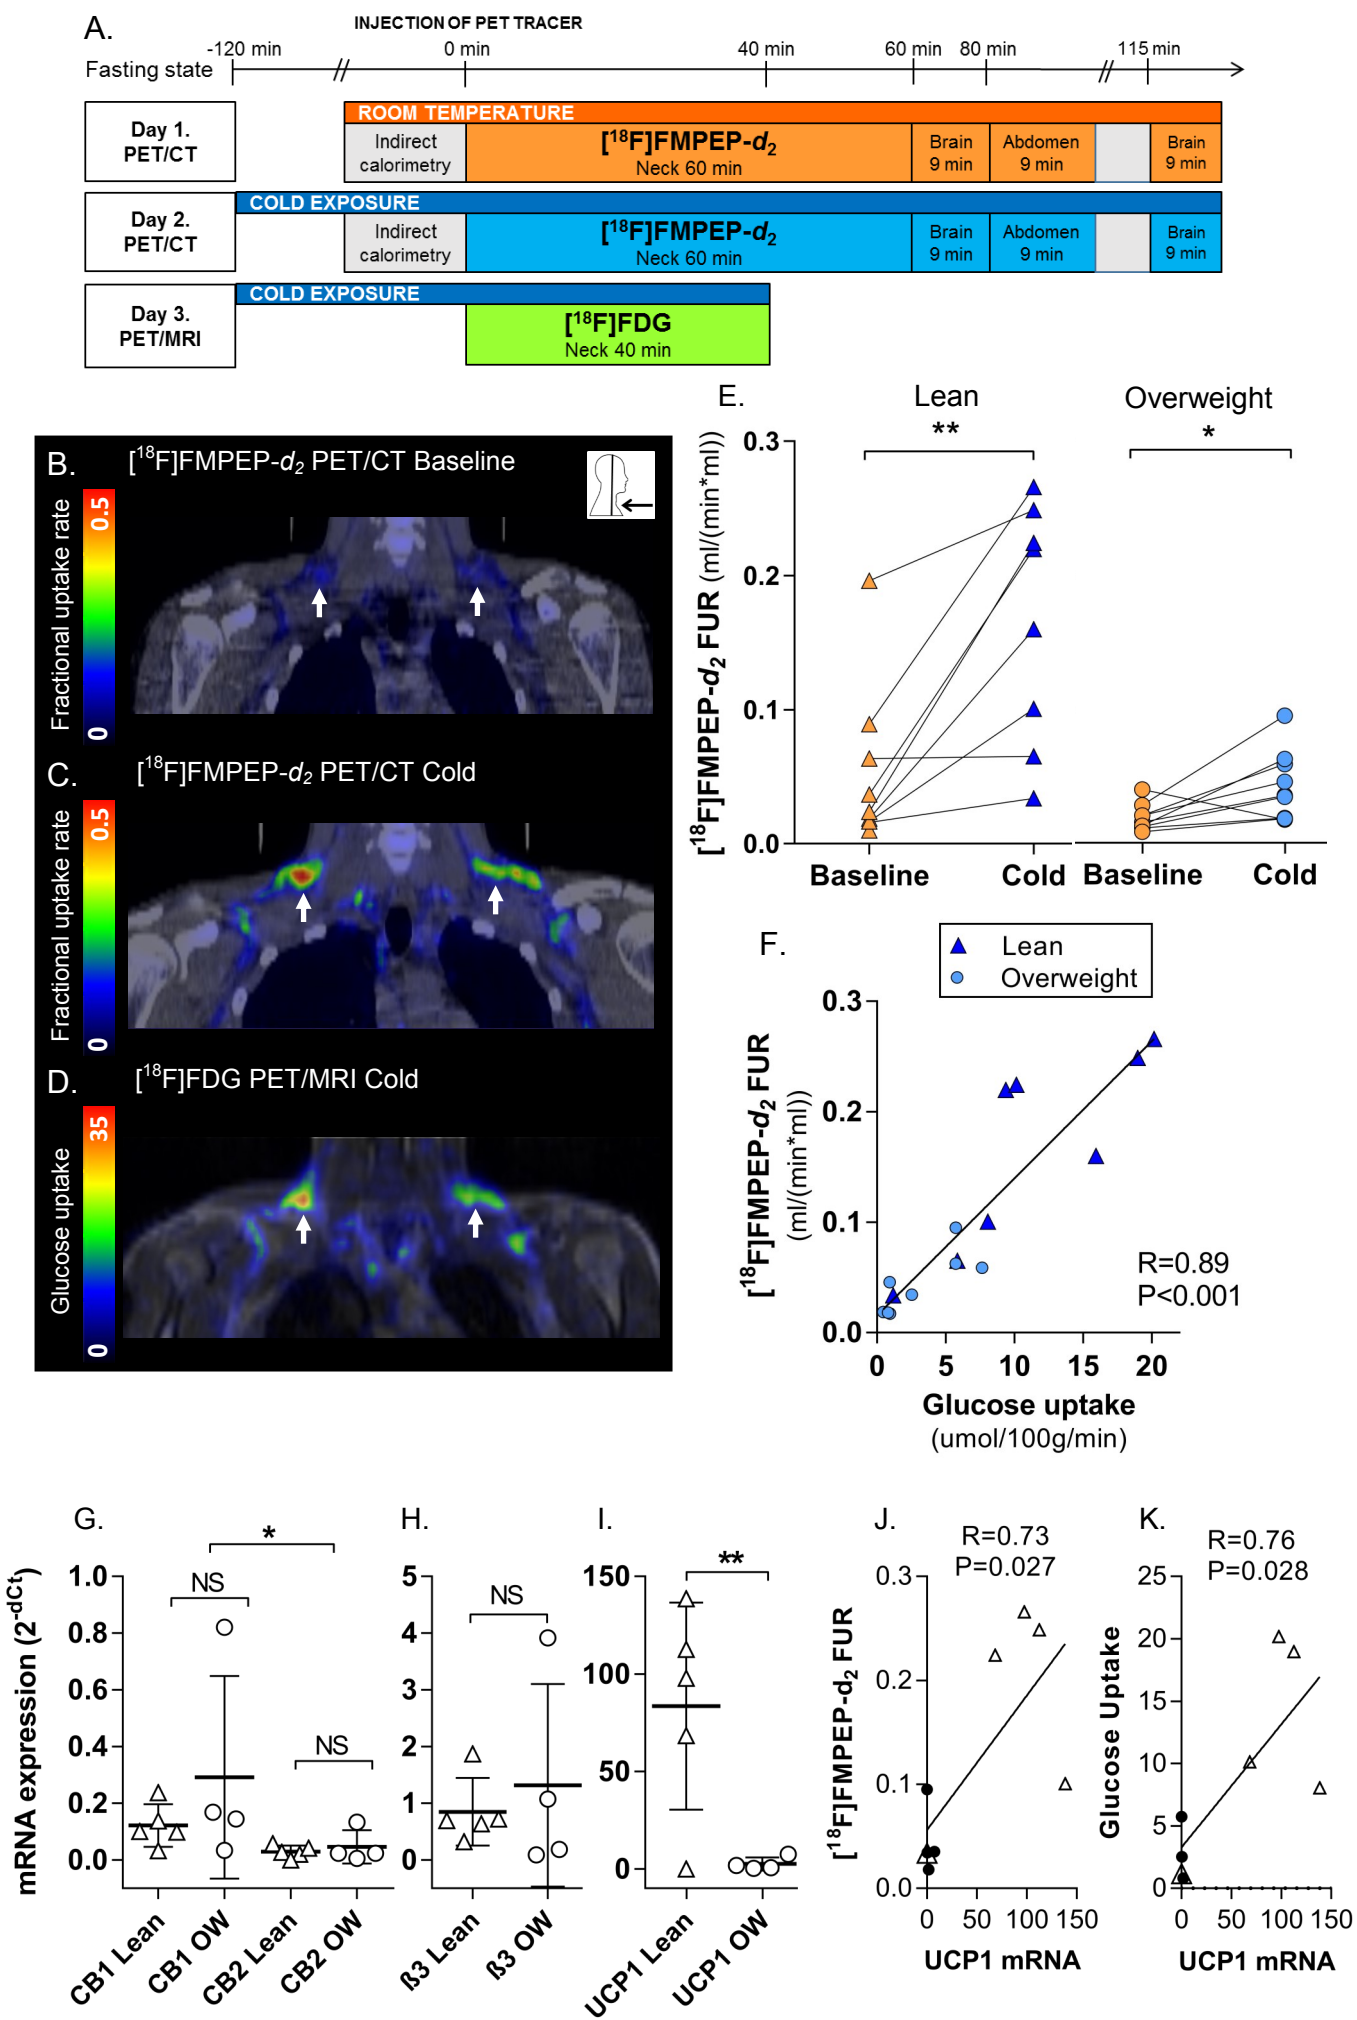 A.
INJECTION OF PET TRACER
-120 min 0 min 40 min 60 min 80 min 115 min
Fasting state
Day 1.
PET/CT
ROOM TEMPERATURE
Indirect
calorimetry
[18F]FMPEP-d2
Neck 60 min
Brain
9 min
Abdomen
9 min
Brain
9 min
Day 2.
PET/CT
COLD EXPOSURE
Indirect
calorimetry
[18F]FMPEP-d2
Neck 60 min
Brain
9 min
Abdomen
9 min
Brain
9 min
Day 3.
PET/MRI
COLD EXPOSURE
[18F]FDG
Neck 40 min
B.
[18F]FMPEP-d2 PET/CT Baseline
Fractional uptake rate
0.5
0
C.
[18F]FMPEP-d2 PET/CT Cold
Fractional uptake rate
0.5
0
D.
[18F]FDG PET/MRI Cold
Glucose uptake
35
0
E.
Lean
**
Overweight
*
[18F]FMPEP-d2 FUR (ml/(min*ml))
0.3
0.2
0.1
0.0
Baseline Cold Baseline Cold
F.
Lean
Overweight
[18F]FMPEP-d2 FUR
(ml/(min*ml))
0.3
0.2
0.1
0.0
R=0.89
P<0.001
0 5 10 15 20
Glucose uptake
(umol/100g/min)
G.
mRNA expression (2-dCt)
*
NS
NS
1.0
0.8
0.6
0.4
0.2
0.0
CB1 Lean
CB1 OW
CB2 Lean
CB2 OW
H.
NS
5
4
3
2
1
0
ß3 Lean
ß3 OW
I.
**
150
100
50
0
UCP1 Lean
UCP1 OW
J.
R=0.73
P=0.027
[18F]FMPEP-d2 FUR
0.3
0.2
0.1
0.0
0 50 100 150
UCP1 mRNA
K.
R=0.76
P=0.028
Glucose Uptake
25
20
15
10
5
0
0 50 100 150
UCP1 mRNA